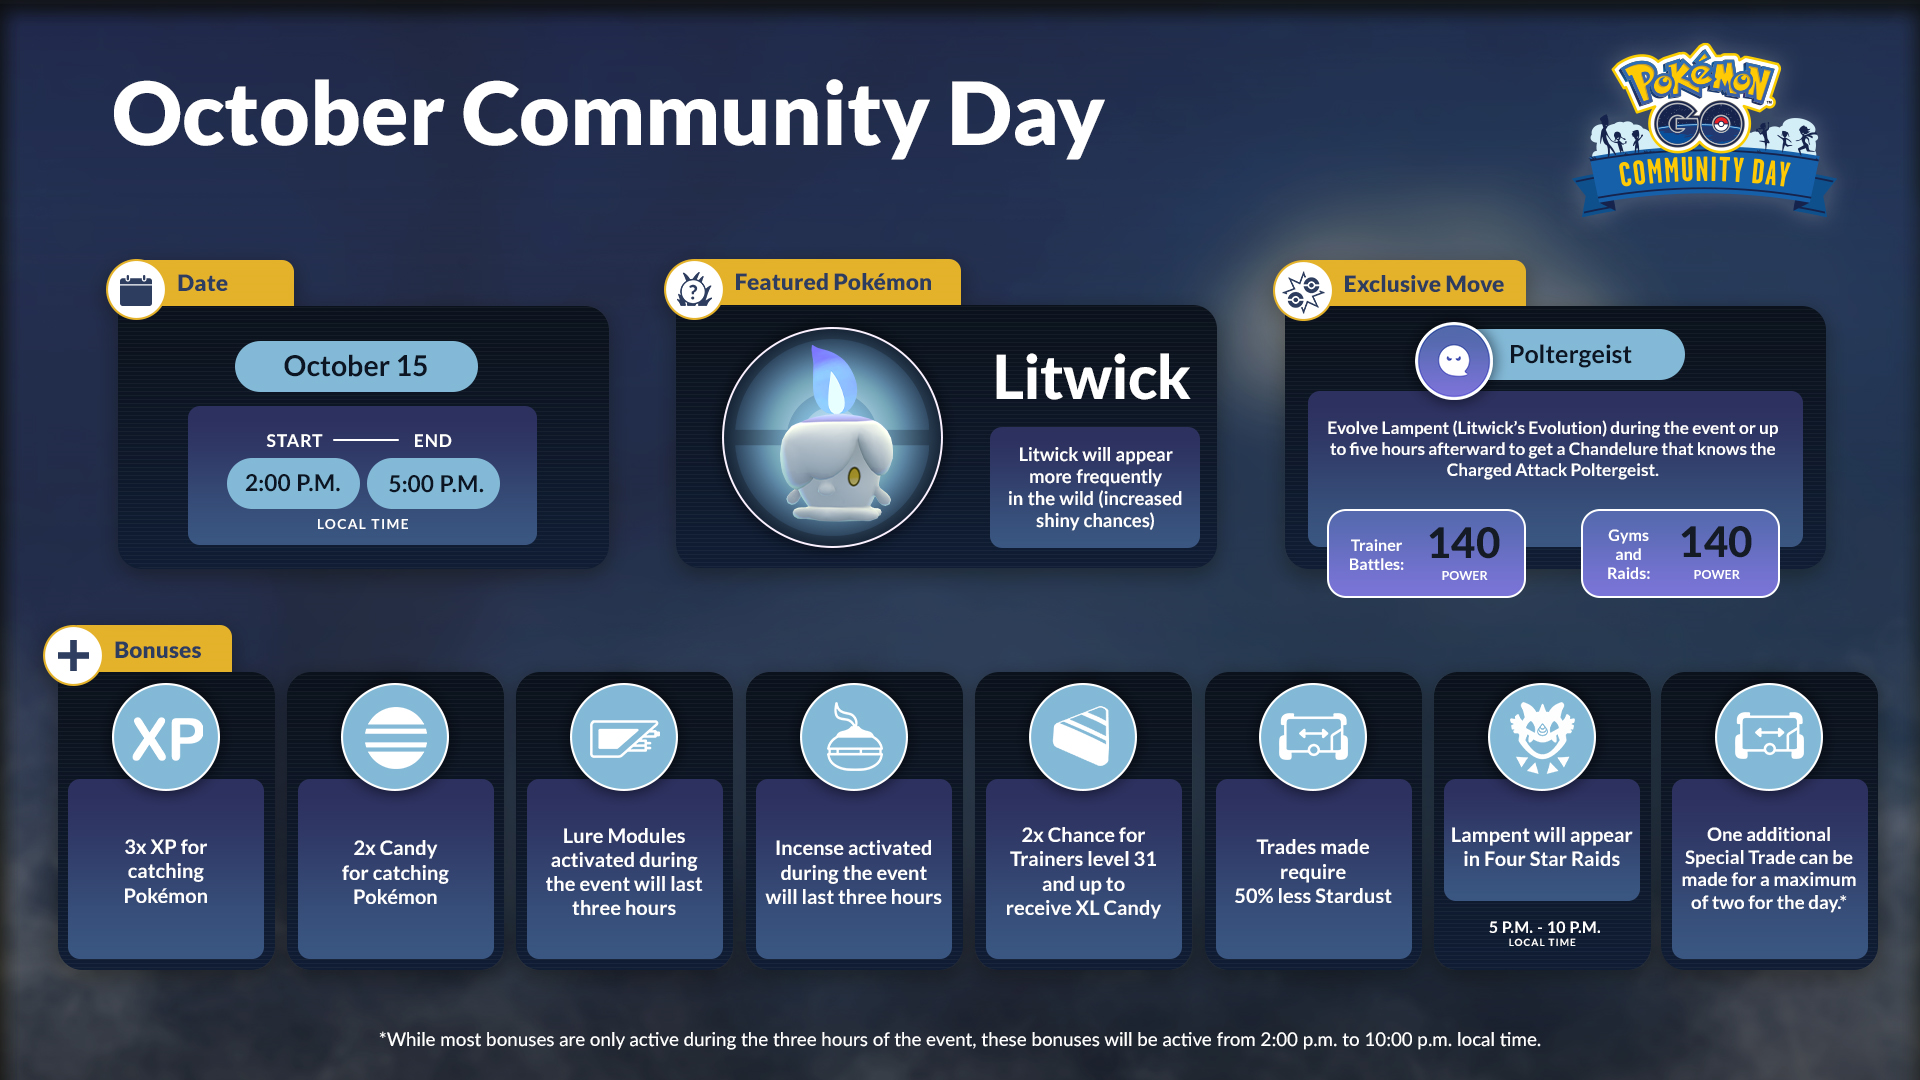 October Community Day
POKéMON
GO
COMMUNITY DAY
Date
October 15
START
END
2:00 P.M.
5:00 P.M.
LOCAL TIME
Featured Pokémon
?
Litwick
Litwick will appear
more frequently
in the wild (increased
shiny chances)
Exclusive Move
Poltergeist
Evolve Lampent (Litwick's Evolution) during the event or up
to five hours afterward to get a Chandelure that knows the
Charged Attack Poltergeist.
Trainer
Battles:
140
POWER
Gyms
and
Raids:
140
POWER
Bonuses
XP
3x XP for
catching
Pokémon
2x Candy
for catching
Pokémon
Lure Modules
activated during
the event will last
three hours
Incense activated
during the event
will last three hours
2x Chance for
Trainers level 31
and up to
receive XL Candy
Trades made
require
50% less Stardust
Lampent will appear
in Four Star Raids
5 P.M. - 10 P.M.
LOCAL TIME
One additional
Special Trade can be
made for a maximum
of two for the day.*
*While most bonuses are only active during the three hours of the event, these bonuses will be active from 2:00 p.m. to 10:00 p.m. local time.